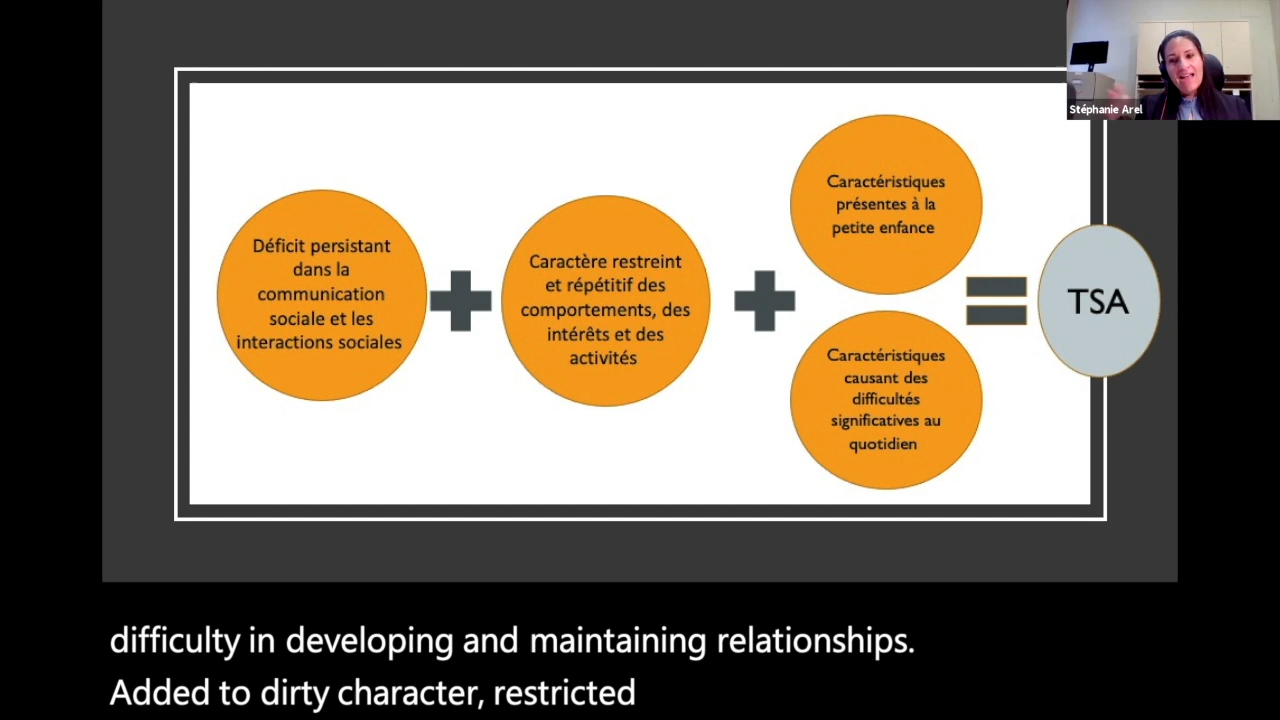 Stéphanie Arel
Déficit persistant
dans la
communication
sociale et les
interactions sociales
Caractère restreint
et répétitif des
comportements, des
intérêts et des
activités
Caractéristiques
présentes à la
petite enfance
Caractéristiques
causant des
difficultés
significatives au
quotidien
TSA
difficulty in developing and maintaining relationships.
Added to dirty character, restricted